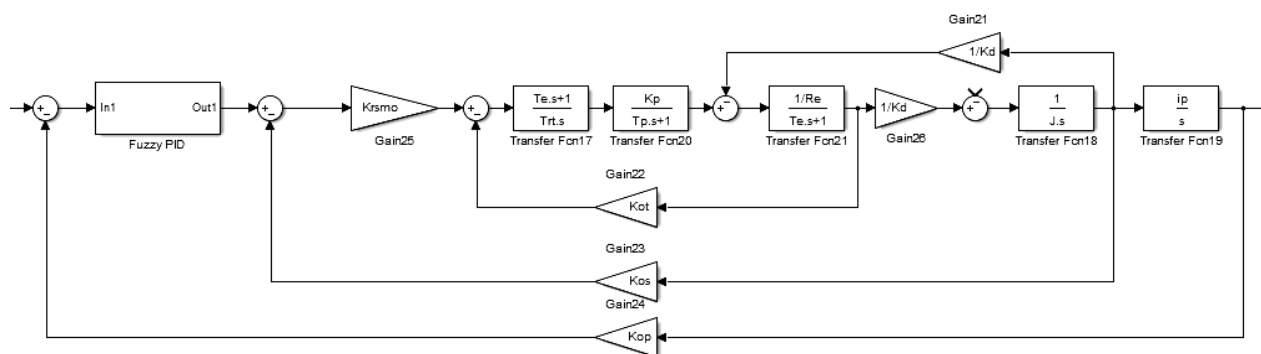 Gain21
1/Kd
In1 Out1
Fuzzy PID
Krsmo
Gain25
Te.s+1
Trt.s
Transfer Fcn17
Kp
Tp.s+1
Transfer Fcn20
1/Re
Te.s+1
Transfer Fcn21
1/Kd
Gain26
1
J.s
Transfer Fcn18
ip
s
Transfer Fcn19
Gain22
Kot
Gain23
Kos
Gain24
Kop